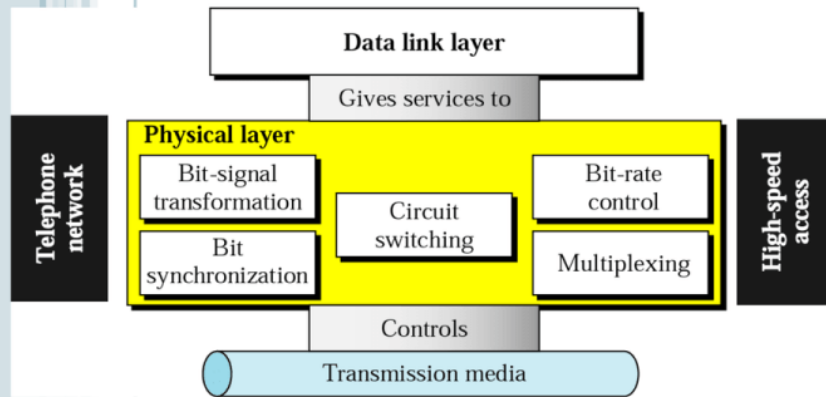 Data link layer
Gives services to
Telephone
network
Physical layer
Bit-signal
transformation
Bit
synchronization
Circuit
switching
Bit-rate
control
Multiplexing
High-speed
access
Controls
Transmission media